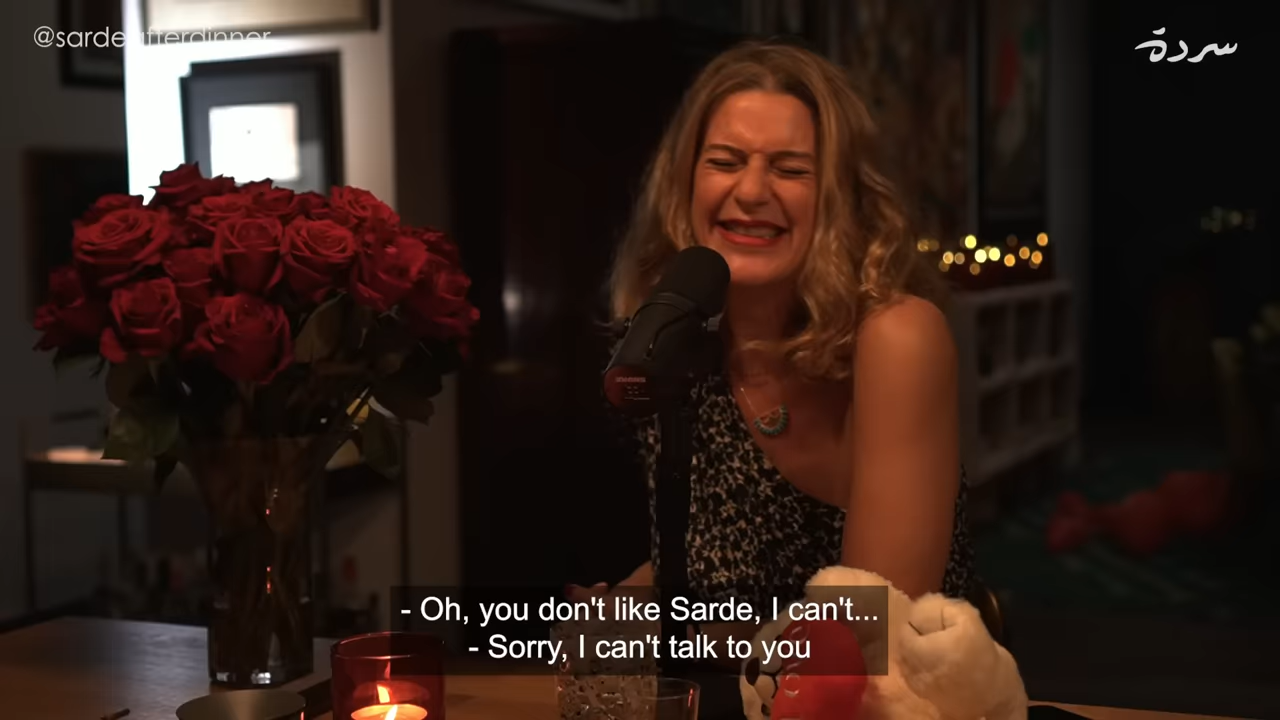 @sardeafterdinner
سردة
- Oh, you don't like Sarde, I can't...
- Sorry, I can't talk to you